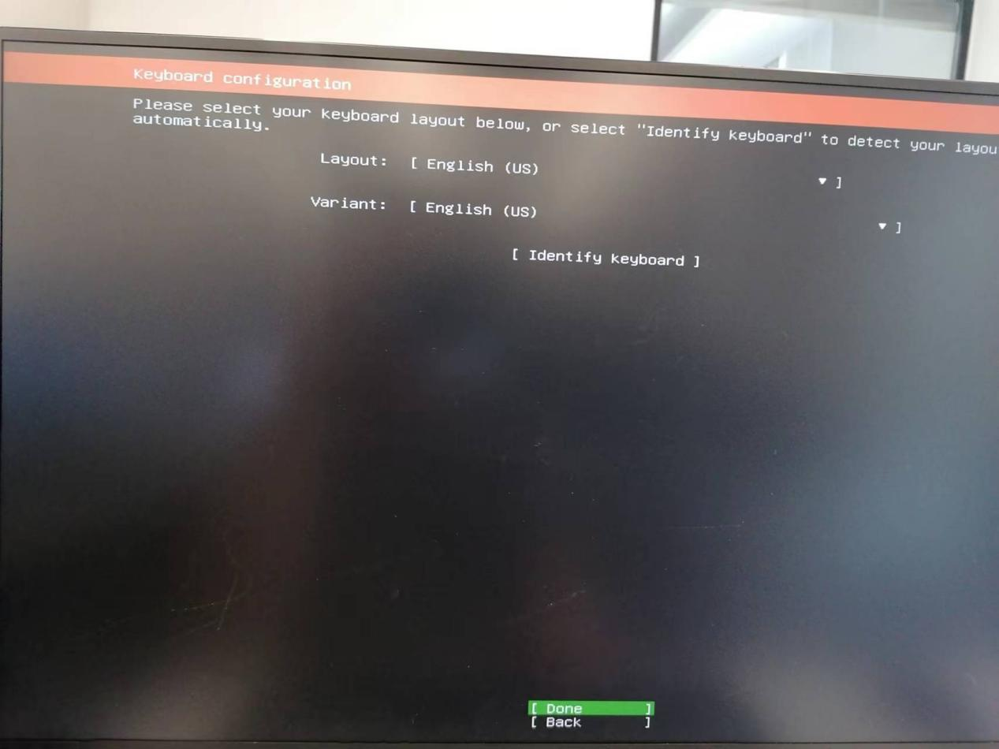 Keyboard configuration
Please select your keyboard layout below, or select "Identify keyboard" to detect your layou
automatically.
Layout: [ English (US) ▾ ]
Variant: [ English (US) ▾ ]
[ Identify keyboard ]
[ Done ]
[ Back ]